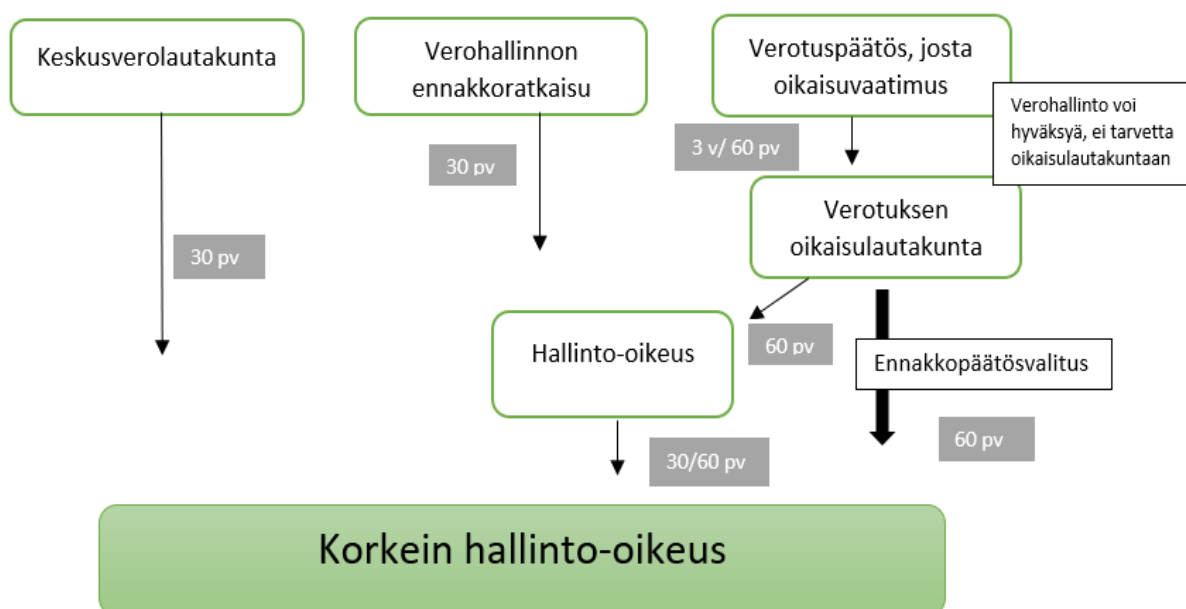 Keskusverolautakunta
Verohallinnon
ennakkoratkaisu
Verotuspäätös, josta
oikaisuvaatimus
Verohallinto voi
hyväksyä, ei tarvetta
oikaisulautakuntaan
30 pv
3 v/ 60 pv
Verotuksen
oikaisulautakunta
30 pv
Hallinto-oikeus
60 pv
Ennakkopäätösvalitus
30/60 pv
60 pv
Korkein hallinto-oikeus